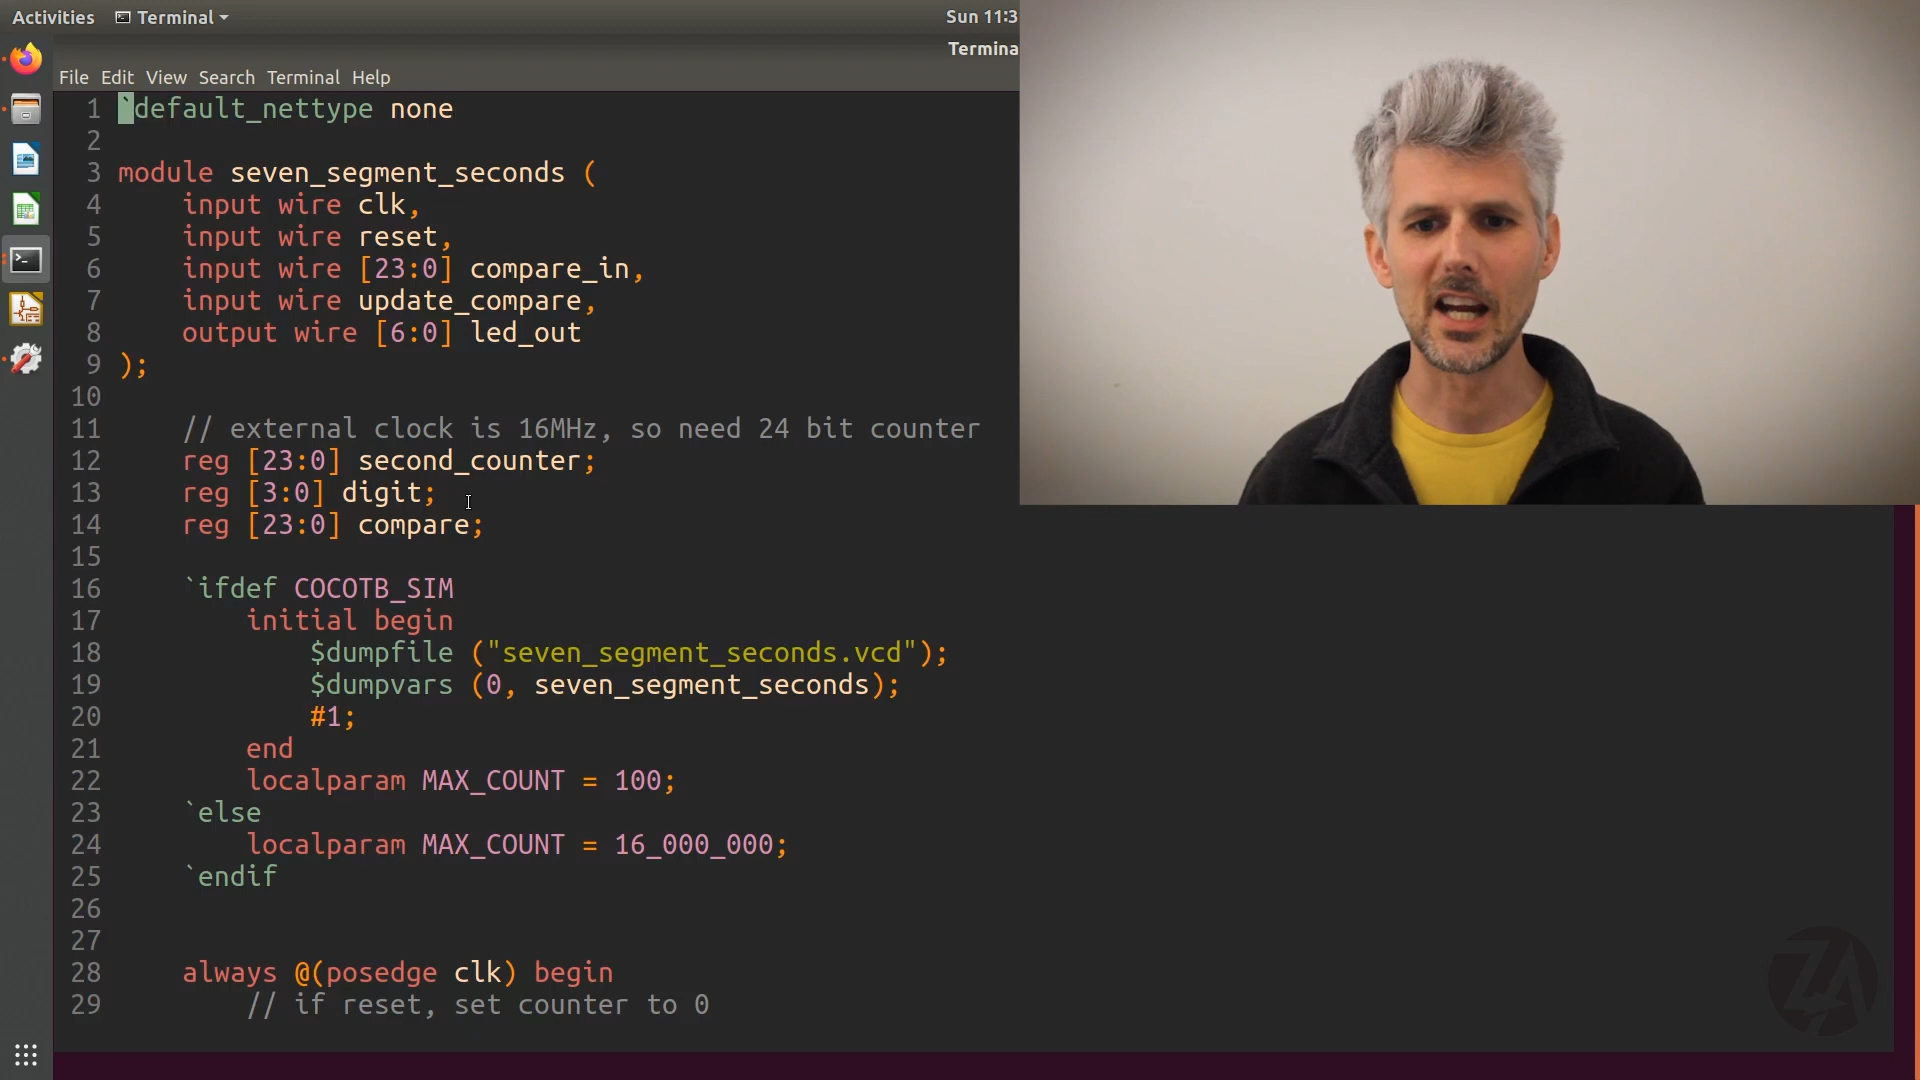 Activities Terminal Sun 11:3
Termina
File Edit View Search Terminal Help
1 `default_nettype none
2
3 module seven_segment_seconds (
4 input wire clk,
5 input wire reset,
6 input wire [23:0] compare_in,
7 input wire update_compare,
8 output wire [6:0] led_out
9 );
10
11 // external clock is 16MHz, so need 24 bit counter
12 reg [23:0] second_counter;
13 reg [3:0] digit;
14 reg [23:0] compare;
15
16 `ifdef COCOTB_SIM
17 initial begin
18 $dumpfile ("seven_segment_seconds.vcd");
19 $dumpvars (0, seven_segment_seconds);
20 #1;
21 end
22 localparam MAX_COUNT = 100;
23 `else
24 localparam MAX_COUNT = 16_000_000;
25 `endif
26
27
28 always @(posedge clk) begin
29 // if reset, set counter to 0